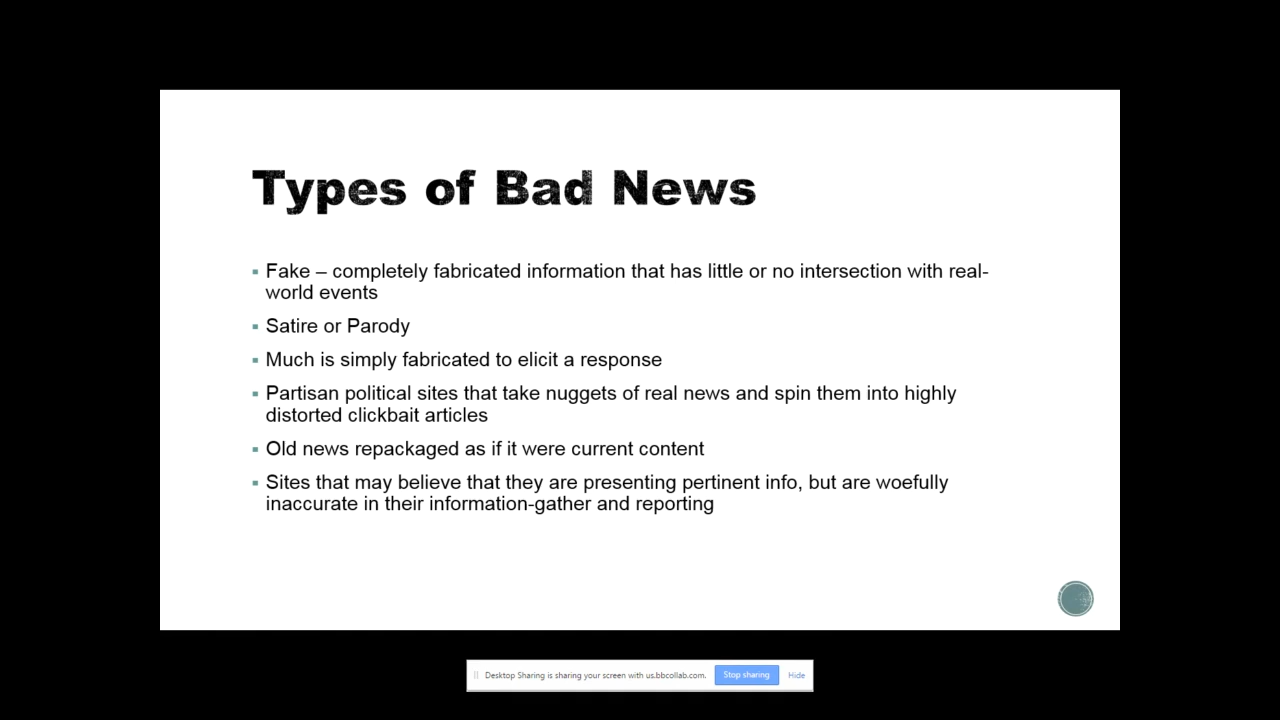 Types of Bad News
▪ Fake – completely fabricated information that has little or no intersection with real-
world events
▪ Satire or Parody
▪ Much is simply fabricated to elicit a response
▪ Partisan political sites that take nuggets of real news and spin them into highly
distorted clickbait articles
▪ Old news repackaged as if it were current content
▪ Sites that may believe that they are presenting pertinent info, but are woefully
inaccurate in their information-gather and reporting
Desktop Sharing is sharing your screen with us.bbcollab.com. Stop sharing Hide